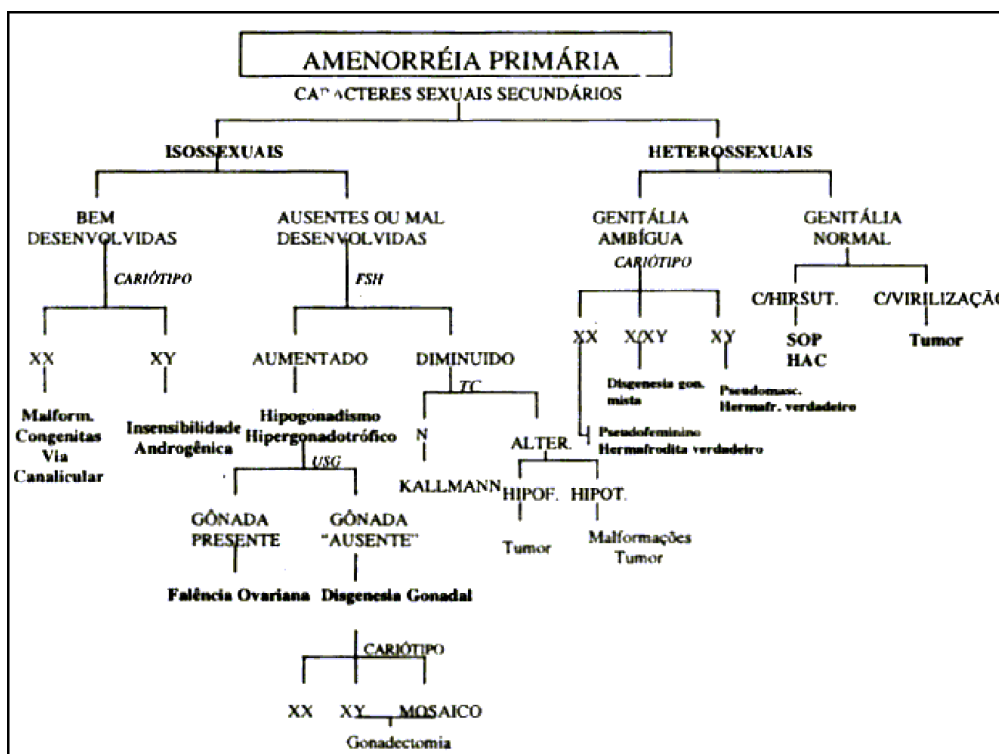 AMENORRÉIA PRIMÁRIA
CARACTERES SEXUAIS SECUNDÁRIOS
ISSOSSEXUAIS
HETEROSSEXUAIS
BEM
DESENVOLVIDAS
AUSENTES OU MAL
DESENVOLVIDAS
GENITÁLIA
AMBÍGUA
GENITÁLIA
NORMAL
CARIÓTIPO
FSH
CARIÓTIPO
C/HIRSUT.
C/VIRILIZAÇÃO
XX
XY
AUMENTADO
DIMINUIDO
XX
X/XY
XY
SOP
HAC
Tumor
TC
Malform.
Congenitas
Via
Canalicular
Insensibilidade
Androgênica
Hipogonadismo
Hipergonadotrófico
N
ALTER.
Disgenesia gon.
mista
Pseudomasc.
Hermafr. verdadeiro
Pseudofeminino
Hermafrodita verdadeiro
USG
KALLMANN
HIPOF.
HIPOT.
GÔNADA
PRESENTE
GÔNADA
"AUSENTE"
Tumor
Malformações
Tumor
Falência Ovariana
Disgenesia Gonadal
CARIÓTIPO
XX
XY
MOSAICO
Gonadectomia